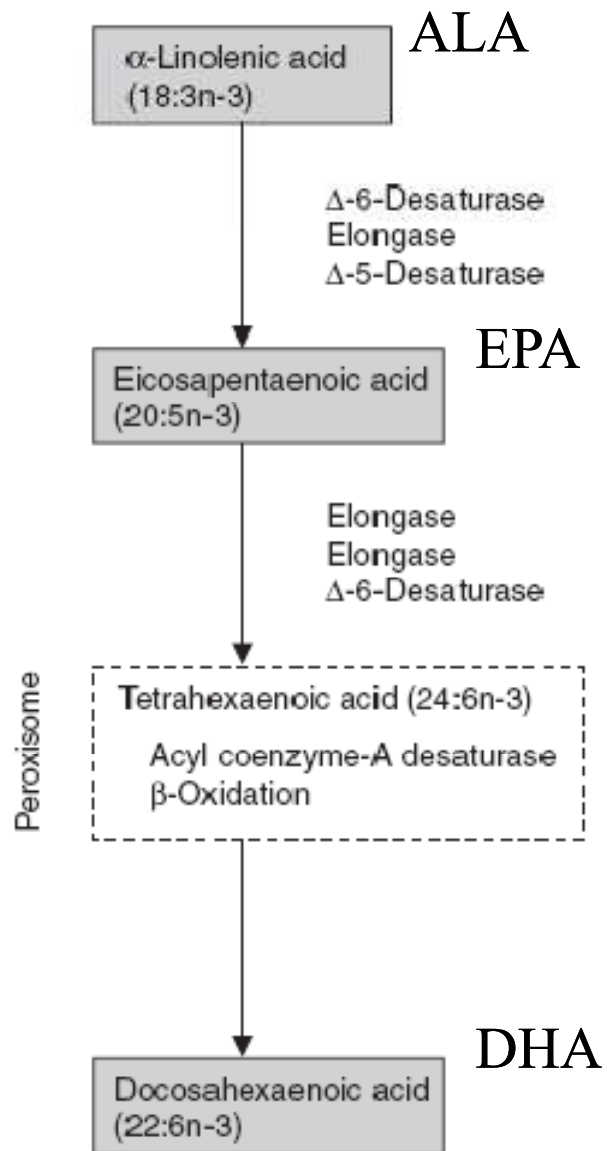 ALA
α-Linolenic acid
(18:3n-3)
Δ-6-Desaturase
Elongase
Δ-5-Desaturase
EPA
Eicosapentaenoic acid
(20:5n-3)
Elongase
Elongase
Δ-6-Desaturase
Peroxisome
Tetrahexaenoic acid (24:6n-3)
Acyl coenzyme-A desaturase
β-Oxidation
DHA
Docosahexaenoic acid
(22:6n-3)